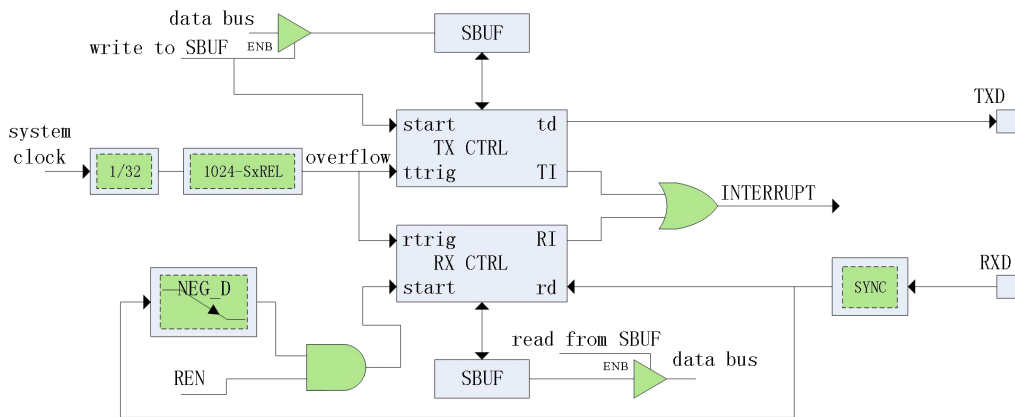 data bus
SBUF
ENB
write to SBUF
TXD
start
td
TX CTRL
system
clock
overflow
1/32
1024-SxREL
ttrig
TI
INTERRUPT
rtrig
RI
RX CTRL
RXD
NEG_D
start
rd
SYNC
read from SBUF
data bus
ENB
REN
SBUF